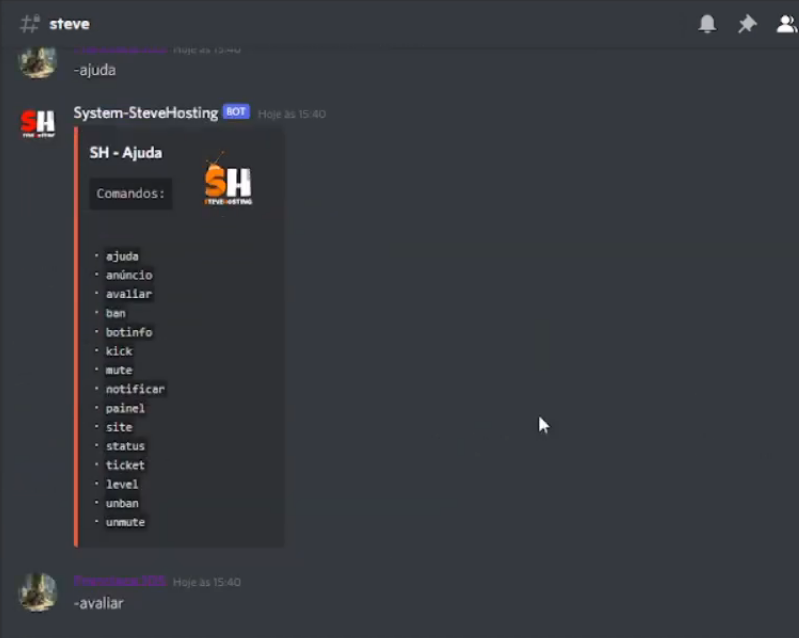 steve
Hoje às 15:40
-ajuda
SH
System-SteveHosting BOT Hoje às 15:40
SH - Ajuda
SH
STEVEHOSTING
Comandos:
· ajuda
· anúncio
· avaliar
· ban
· botinfo
· kick
· mute
· notificar
· painel
· site
· status
· ticket
· level
· unban
· unmute
Hoje às 15:40
-avaliar